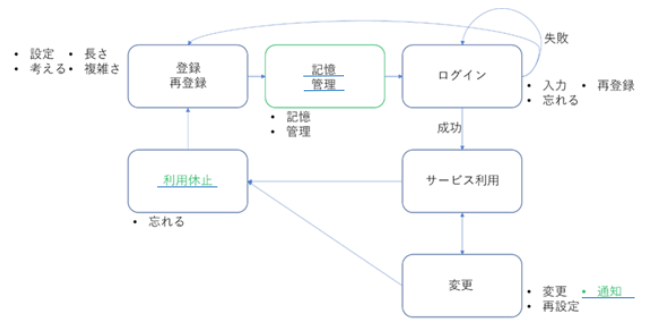 失敗
• 設定 • 長さ
• 考える • 複雑さ
登録
再登録
記憶
管理
ログイン
• 入力 • 再登録
• 忘れる
• 記憶
• 管理
成功
利用休止
サービス利用
• 忘れる
変更
• 変更 • 通知
• 再設定